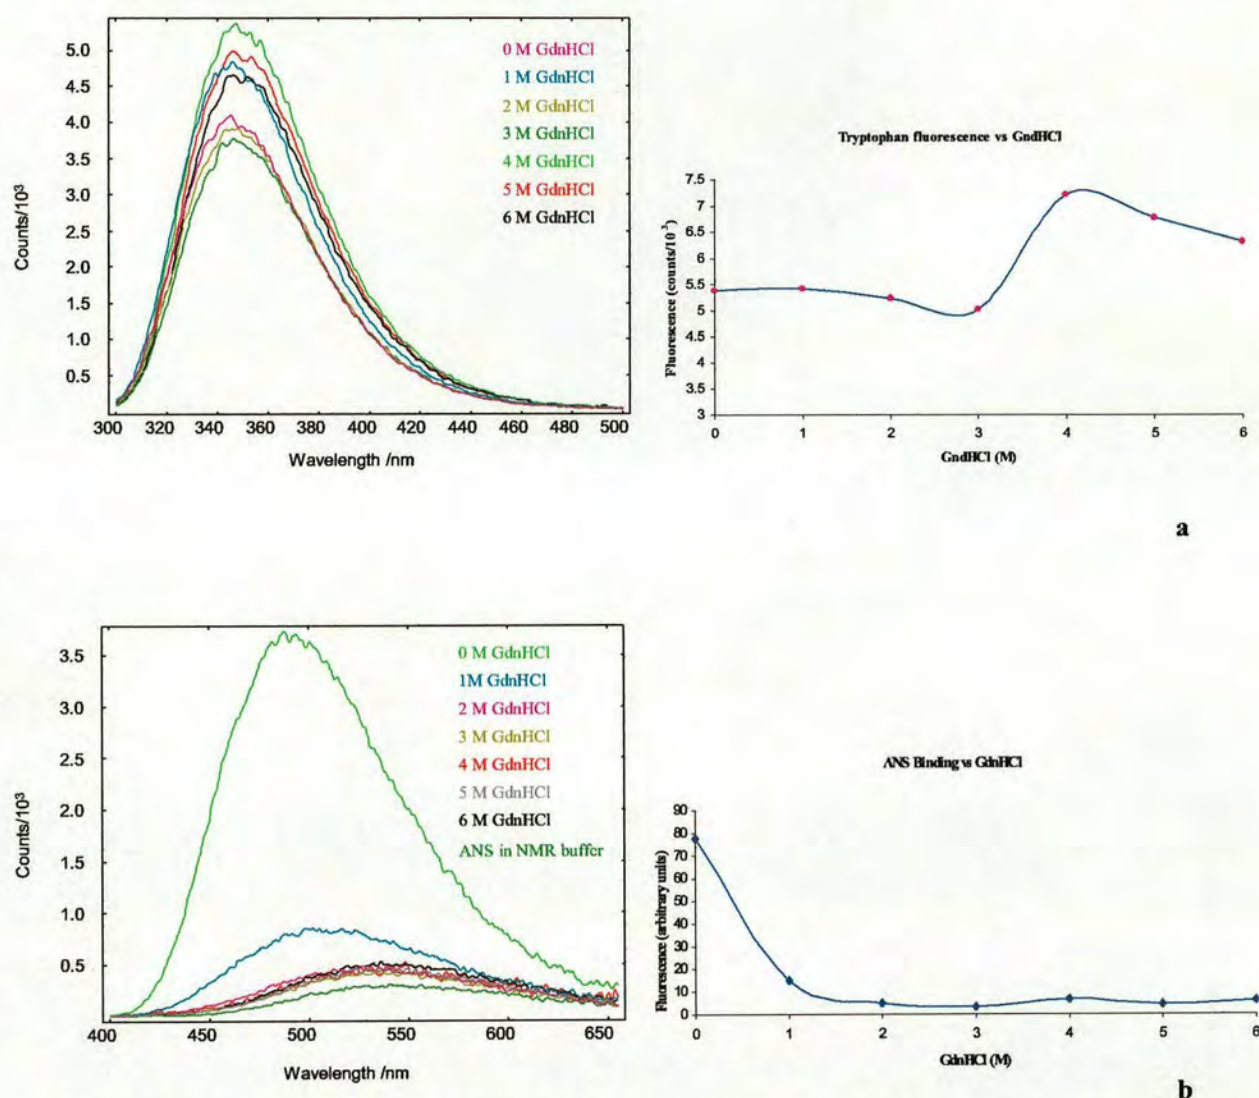 5.0
4.5
4.0
3.5
3.0
2.5
2.0
1.5
1.0
0.5
Counts/10³
300 320 340 360 380 400 420 440 460 480 500
Wavelength /nm
0 M GdnHCl
1 M GdnHCl
2 M GdnHCl
3 M GdnHCl
4 M GdnHCl
5 M GdnHCl
6 M GdnHCl
Tryptophan fluorescence vs GndHCl
7.5
7
6.5
6
5.5
5
4.5
4
3.5
3
Fluorescence (counts/10⁻³)
0 1 2 3 4 5 6
GndHCl (M)
a
3.5
3.0
2.5
2.0
1.5
1.0
0.5
Counts/10³
400 450 500 550 600 650
Wavelength /nm
0 M GdnHCl
1M GdnHCl
2 M GdnHCl
3 M GdnHCl
4 M GdnHCl
5 M GdnHCl
6 M GdnHCl
ANS in NMR buffer
ANS Binding vs GdnHCl
90
80
70
60
50
40
30
20
10
0
Fluorescence (arbitrary units)
0 1 2 3 4 5 6
GdnHCl (M)
b